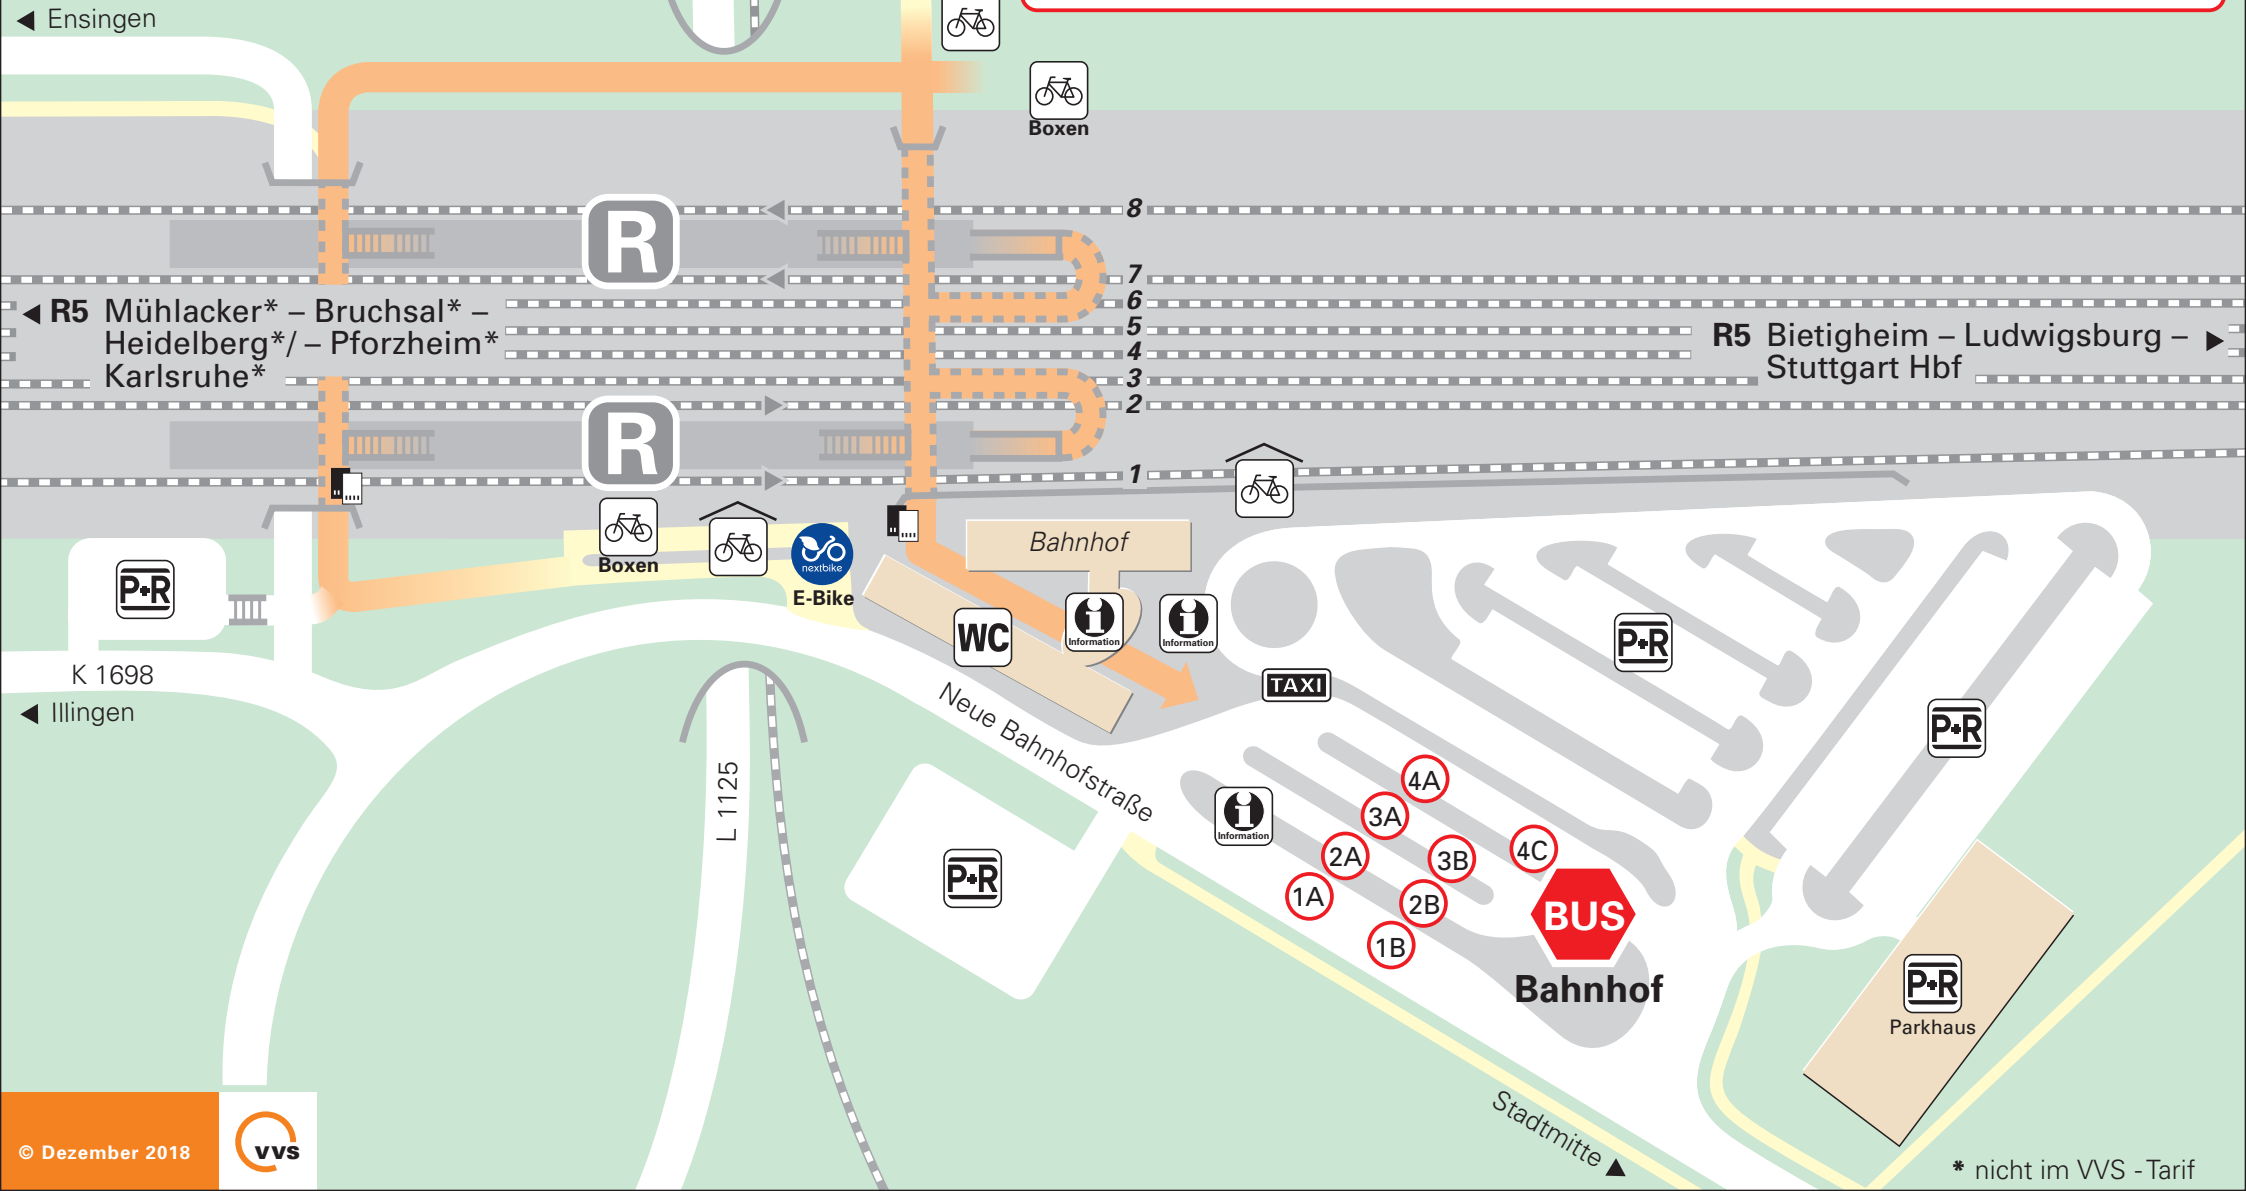 Ensingen
Boxen
8
7
6
5
4
3
2
1
R
R5 Mühlacker* – Bruchsal* –
Heidelberg*/ – Pforzheim*
Karlsruhe*
R5 Bietigheim – Ludwigsburg –
Stuttgart Hbf
R
Boxen
nextbike
E-Bike
Bahnhof
WC
i
Information
i
Information
P+R
K 1698
Illingen
TAXI
P+R
P+R
Neue Bahnhofstraße
L 1125
P+R
i
Information
4A
3A
2A
1A
4C
3B
2B
1B
BUS
Bahnhof
P+R
Parkhaus
Stadtmitte
© Dezember 2018
vvs
* nicht im VVS - Tarif